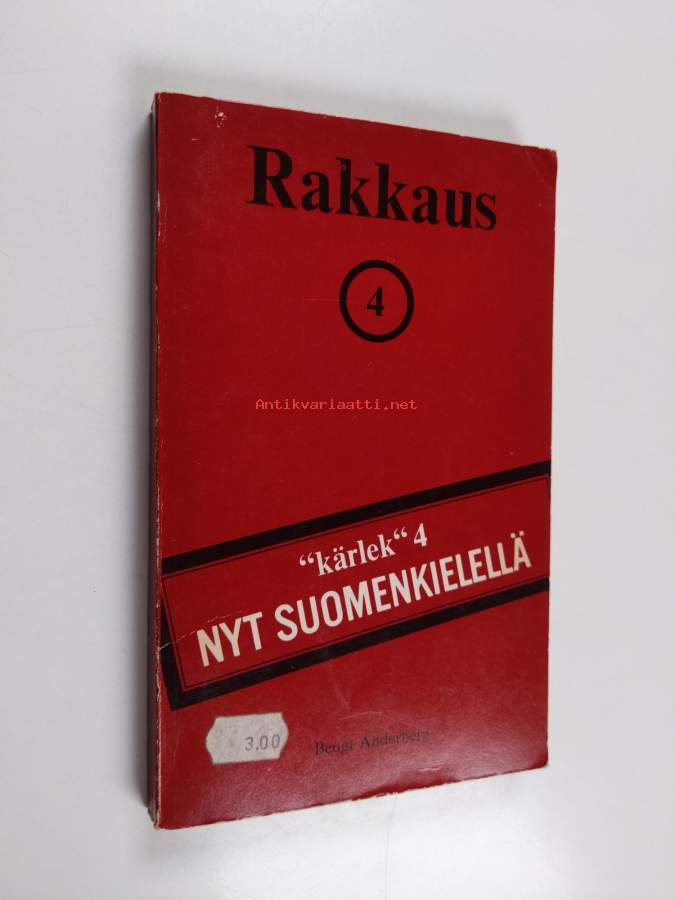 Rakkaus
4
Antikvariaatti.net
“kärlek“ 4
NYT SUOMENKIELELLÄ
3.00
Bengt Anderberg